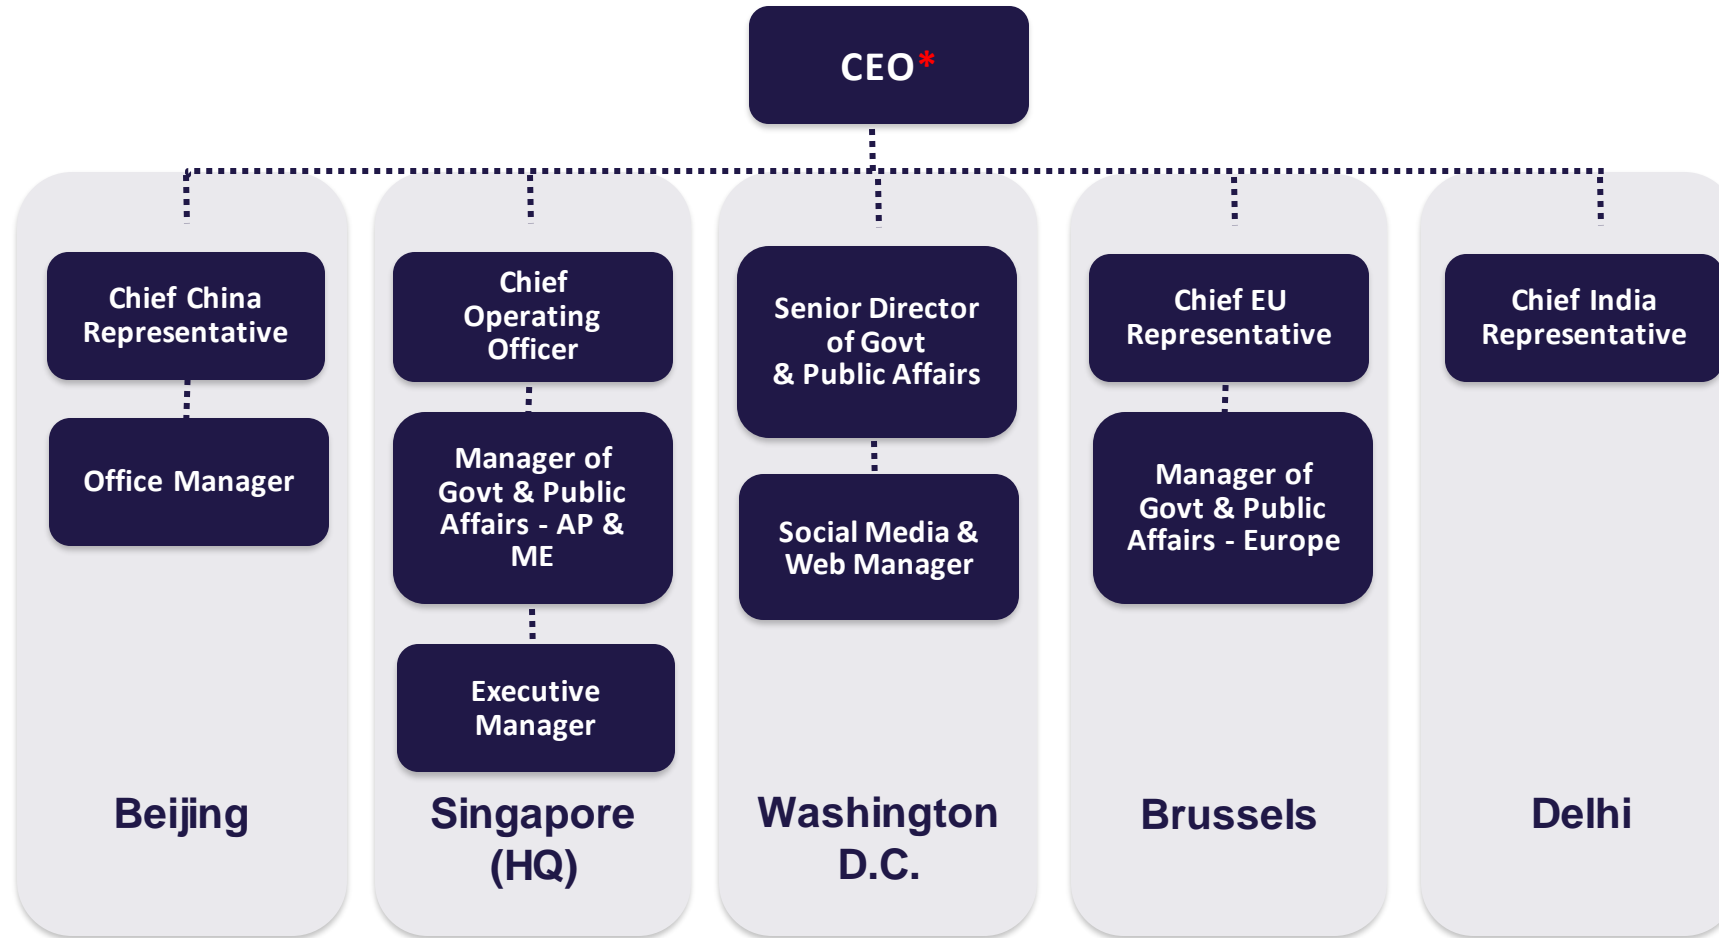 CEO*
Chief China
Representative
Office Manager
Beijing
Chief
Operating
Officer
Manager of
Govt & Public
Affairs - AP &
ME
Executive
Manager
Singapore
(HQ)
Senior Director
of Govt
& Public Affairs
Social Media &
Web Manager
Washington
D.C.
Chief EU
Representative
Manager of
Govt & Public
Affairs - Europe
Brussels
Chief India
Representative
Delhi